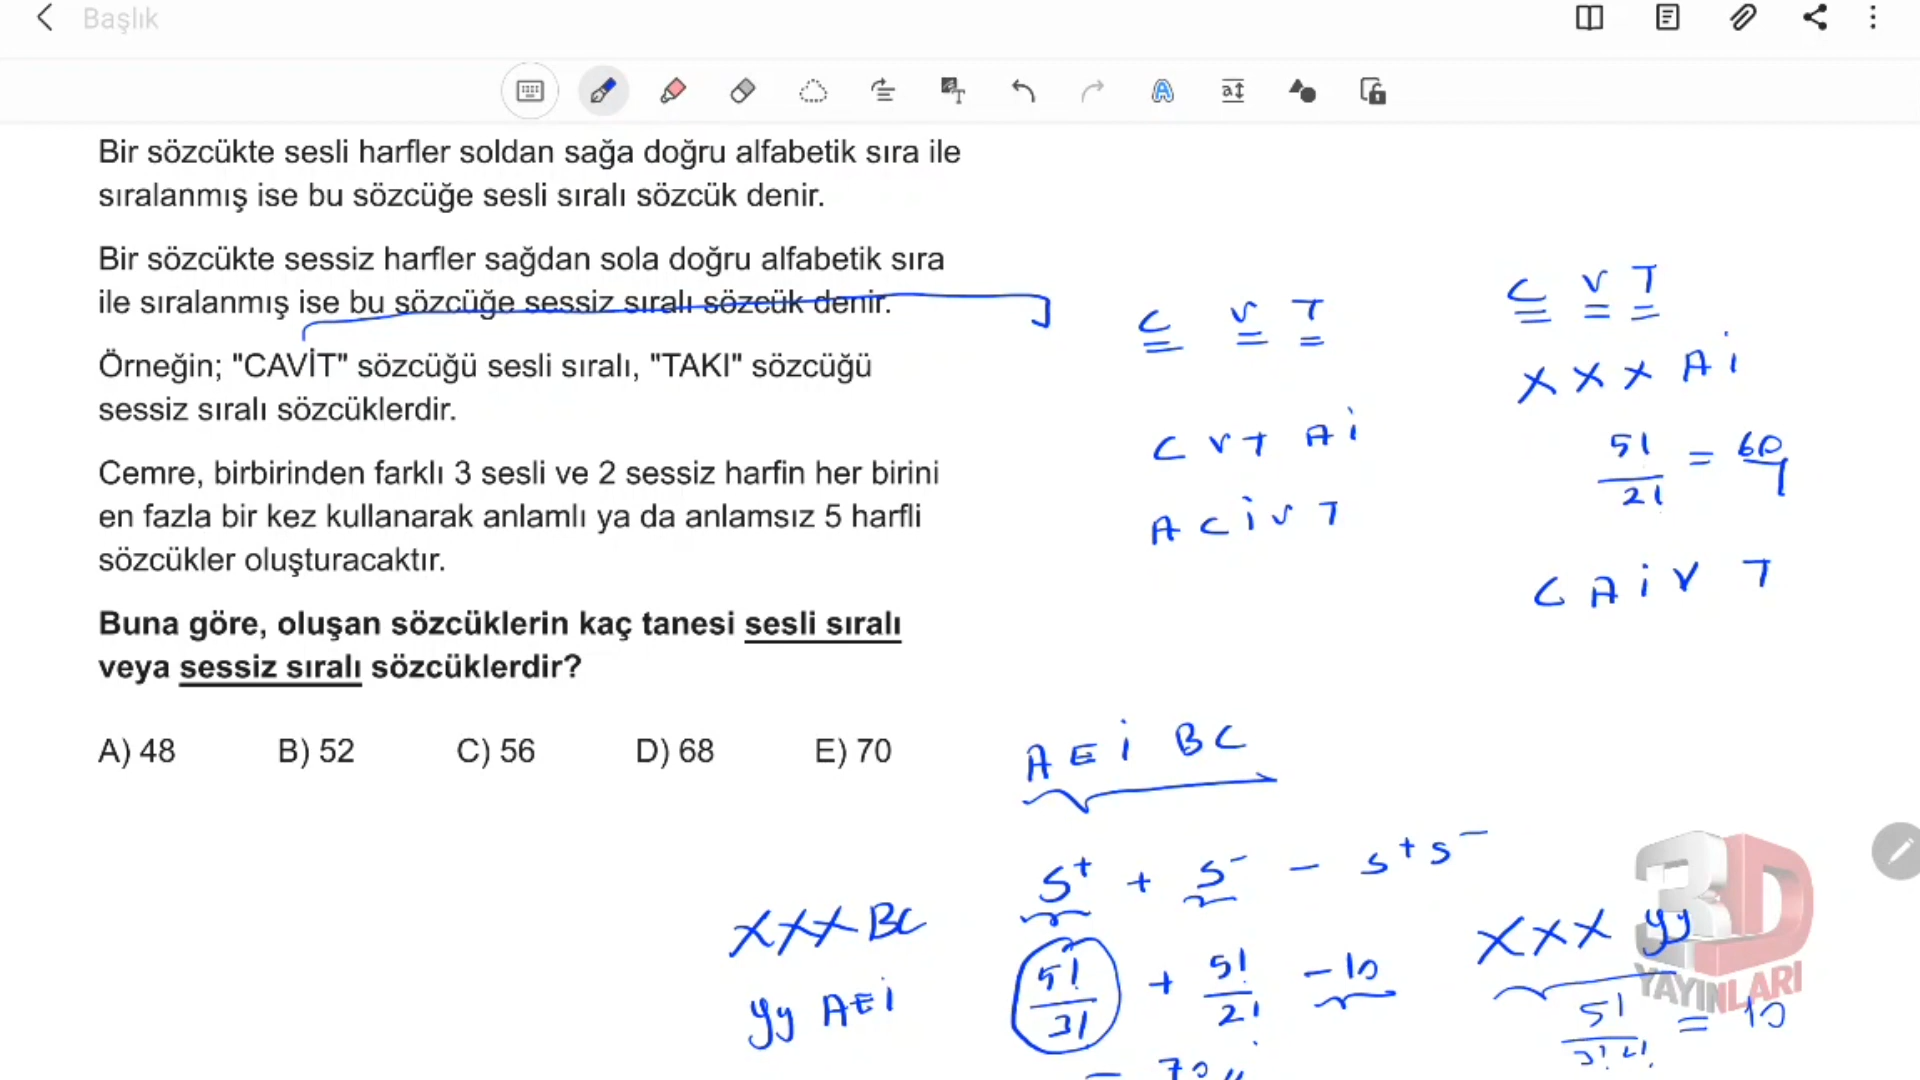 Başlık
Bir sözcükte sesli harfler soldan sağa doğru alfabetik sıra ile
sıralanmış ise bu sözcüğe sesli sıralı sözcük denir.
Bir sözcükte sessiz harfler sağdan sola doğru alfabetik sıra
ile sıralanmış ise bu sözcüğe sessiz sıralı sözcük denir.
Örneğin; "CAVİT" sözcüğü sesli sıralı, "TAKI" sözcüğü
sessiz sıralı sözcüklerdir.
Cemre, birbirinden farklı 3 sesli ve 2 sessiz harfin her birini
en fazla bir kez kullanarak anlamlı ya da anlamsız 5 harfli
sözcükler oluşturacaktır.
Buna göre, oluşan sözcüklerin kaç tanesi sesli sıralı
veya sessiz sıralı sözcüklerdir?
A) 48 B) 52 C) 56 D) 68 E) 70
C V T
C V T A İ
A C İ V T
C V T
X X X A İ
5!/2! = 60
C A İ V T
A E İ B C
S+ + S- - S+S-
XXX BC
yy AEİ
5!/3! + 5!/2! - 10
= 70
XXX yy
5!/3!2! = 10
3D
YAYINLARI